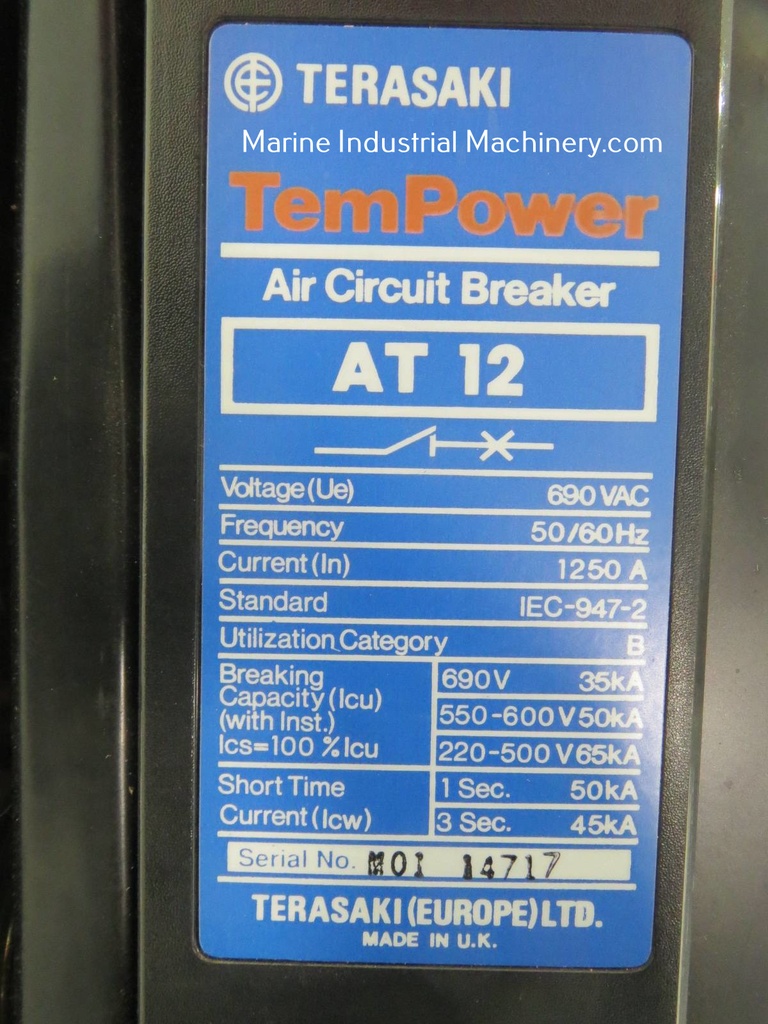 TERASAKI
Marine Industrial Machinery.com
TemPower
Air Circuit Breaker
AT 12
Voltage (Ue) 690 VAC
Frequency 50/60Hz
Current (In) 1250 A
Standard IEC-947-2
Utilization Category B
Breaking Capacity (Icu) (with Inst.) Ics=100 % Icu
690V 35kA
550-600V 50kA
220-500V 65kA
Short Time Current (Icw)
1 Sec. 50kA
3 Sec. 45kA
Serial No. M01 14717
TERASAKI (EUROPE) LTD.
MADE IN U.K.